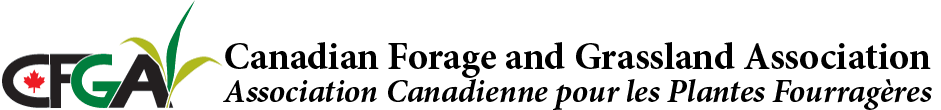 CFGA
Canadian Forage and Grassland Association
Association Canadienne pour les Plantes Fourragères